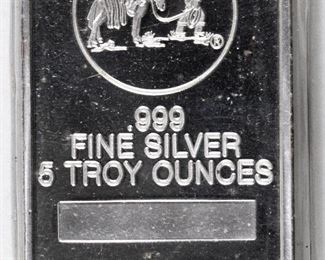 ®
.999
FINE SILVER
5 TROY OUNCES